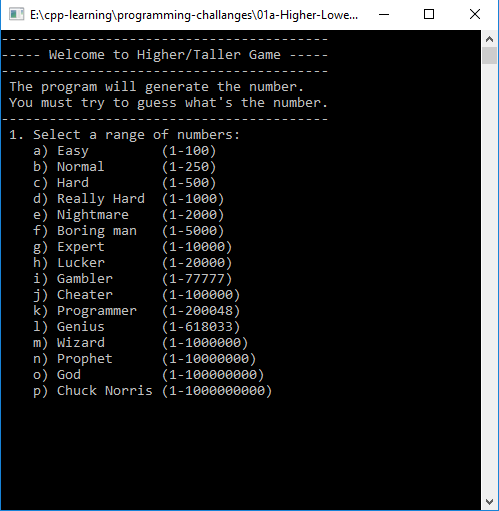 E:\cpp-learning\programming-challanges\01a-Higher-Lowe...
-----------------------------------------
----- Welcome to Higher/Taller Game -----
-----------------------------------------
The program will generate the number.
You must try to guess what's the number.
-----------------------------------------
1. Select a range of numbers:
a) Easy (1-100)
b) Normal (1-250)
c) Hard (1-500)
d) Really Hard (1-1000)
e) Nightmare (1-2000)
f) Boring man (1-5000)
g) Expert (1-10000)
h) Lucker (1-20000)
i) Gambler (1-77777)
j) Cheater (1-100000)
k) Programmer (1-200048)
l) Genius (1-618033)
m) Wizard (1-1000000)
n) Prophet (1-10000000)
o) God (1-100000000)
p) Chuck Norris (1-1000000000)